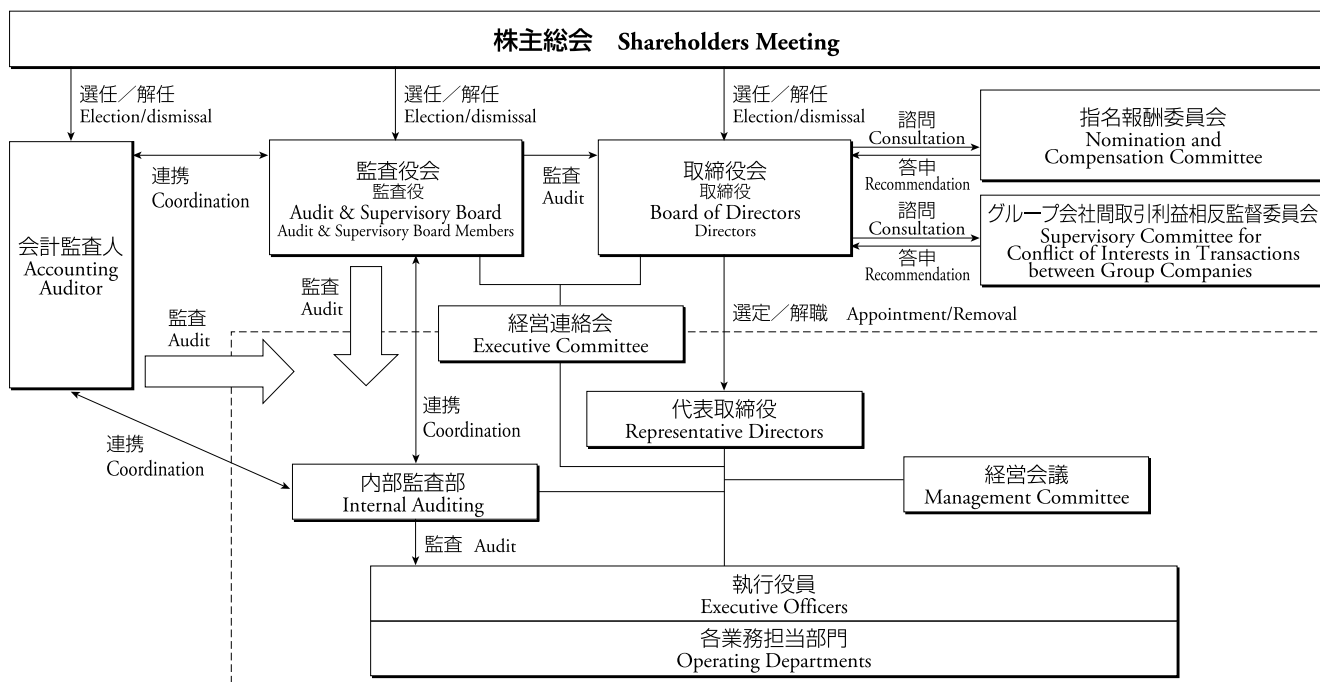 株主総会 Shareholders Meeting
選任／解任
Election/dismissal
選任／解任
Election/dismissal
選任／解任
Election/dismissal
諮問
Consultation
答申
Recommendation
指名報酬委員会
Nomination and
Compensation Committee
会計監査人
Accounting
Auditor
連携
Coordination
監査役会
監査役
Audit & Supervisory Board
Audit & Supervisory Board Members
監査
Audit
取締役会
取締役
Board of Directors
Directors
諮問
Consultation
答申
Recommendation
グループ会社間取引利益相反監督委員会
Supervisory Committee for
Conflict of Interests in Transactions
between Group Companies
監査
Audit
監査
Audit
経営連絡会
Executive Committee
選定／解職 Appointment/Removal
連携
Coordination
連携
Coordination
代表取締役
Representative Directors
内部監査部
Internal Auditing
経営会議
Management Committee
監査 Audit
執行役員
Executive Officers
各業務担当部門
Operating Departments